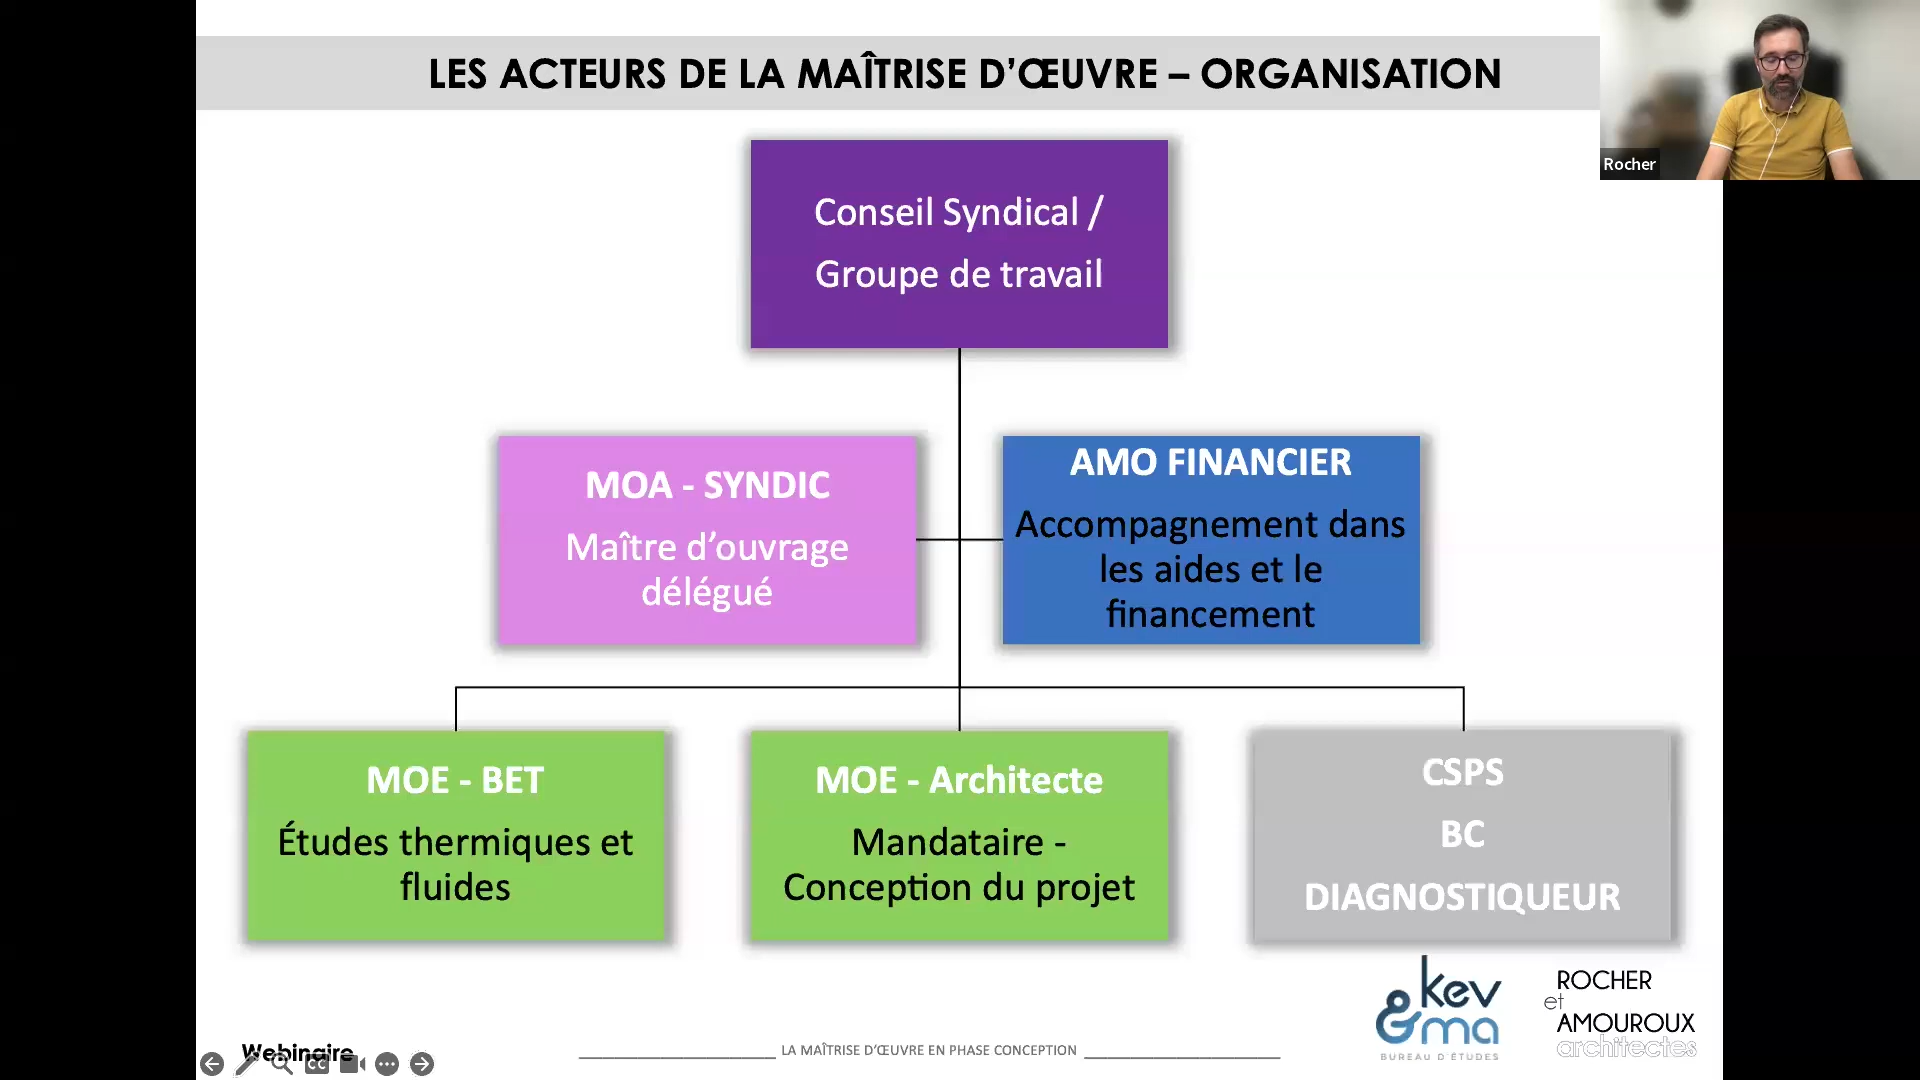 LES ACTEURS DE LA MAÎTRISE D’ŒUVRE – ORGANISATION
Rocher
Conseil Syndical /
Groupe de travail
MOA - SYNDIC
Maître d’ouvrage
délégué
AMO FINANCIER
Accompagnement dans
les aides et le
financement
MOE - BET
Études thermiques et
fluides
MOE - Architecte
Mandataire -
Conception du projet
CSPS
BC
DIAGNOSTIQUEUR
kev
&ma
BUREAU D'ÉTUDES
ROCHER
et
AMOUROUX
architectes
Webinaire
LA MAÎTRISE D’ŒUVRE EN PHASE CONCEPTION
CC